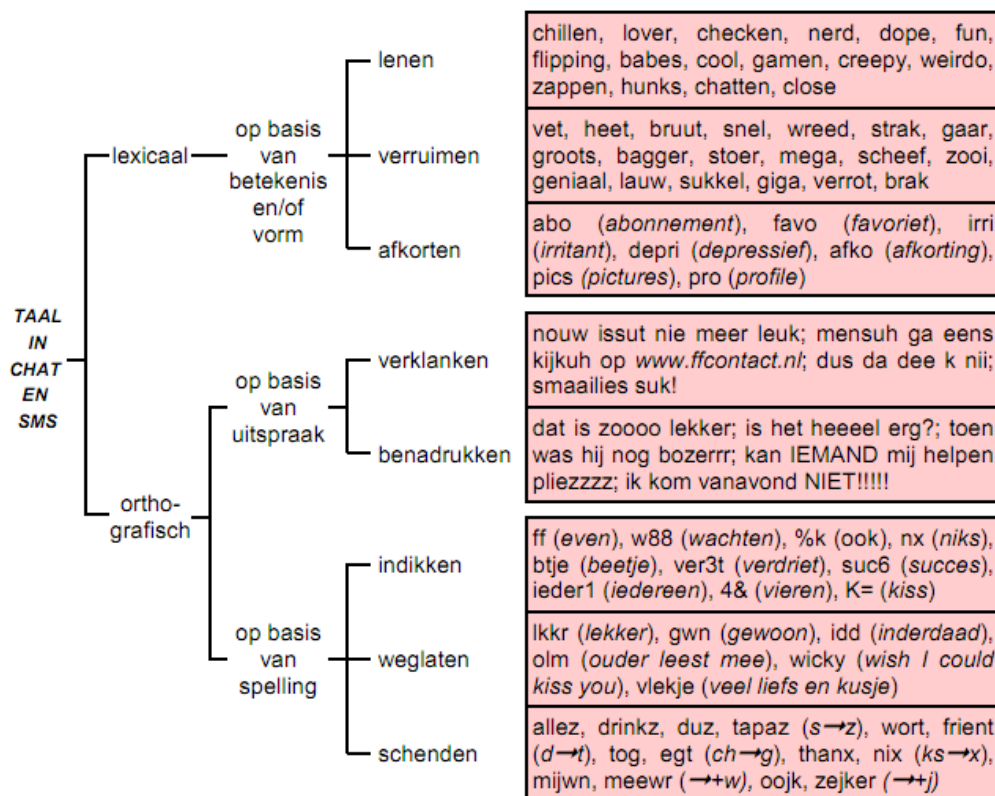 TAAL
IN
CHAT
EN
SMS
lexicaal
op basis
van
betekenis
en/of
vorm
lenen
chillen, lover, checken, nerd, dope, fun,
flipping, babes, cool, gamen, creepy, weirdo,
zappen, hunks, chatten, close
verruimen
vet, heet, bruut, snel, wreed, strak, gaar,
groots, bagger, stoer, mega, scheef, zooi,
geniaal, lauw, sukkel, giga, verrot, brak
afkorten
abo (abonnement), favo (favoriet), irri
(irritant), depri (depressief), afko (afkorting),
pics (pictures), pro (profile)
ortho-
grafisch
op basis
van
uitspraak
verklanken
nouw issut nie meer leuk; mensuh ga eens
kijkuh op www.ffcontact.nl; dus da dee k nii;
smaailies suk!
benadrukken
dat is zoooo lekker; is het heeeel erg?; toen
was hij nog bozerrr; kan IEMAND mij helpen
pliezzzz; ik kom vanavond NIET!!!!!
op basis
van
spelling
indikken
ff (even), w88 (wachten), %k (ook), nx (niks),
btje (beetje), ver3t (verdriet), suc6 (succes),
ieder1 (iedereen), 4& (vieren), K= (kiss)
weglaten
lkkr (lekker), gwn (gewoon), idd (inderdaad),
olm (ouder leest mee), wicky (wish I could
kiss you), vlekje (veel liefs en kusje)
schenden
allez, drinkz, duz, tapaz (s→z), wort, frient
(d→t), tog, egt (ch→g), thanx, nix (ks→x),
mijwn, meewr (→+w), oojk, zejker (→+j)